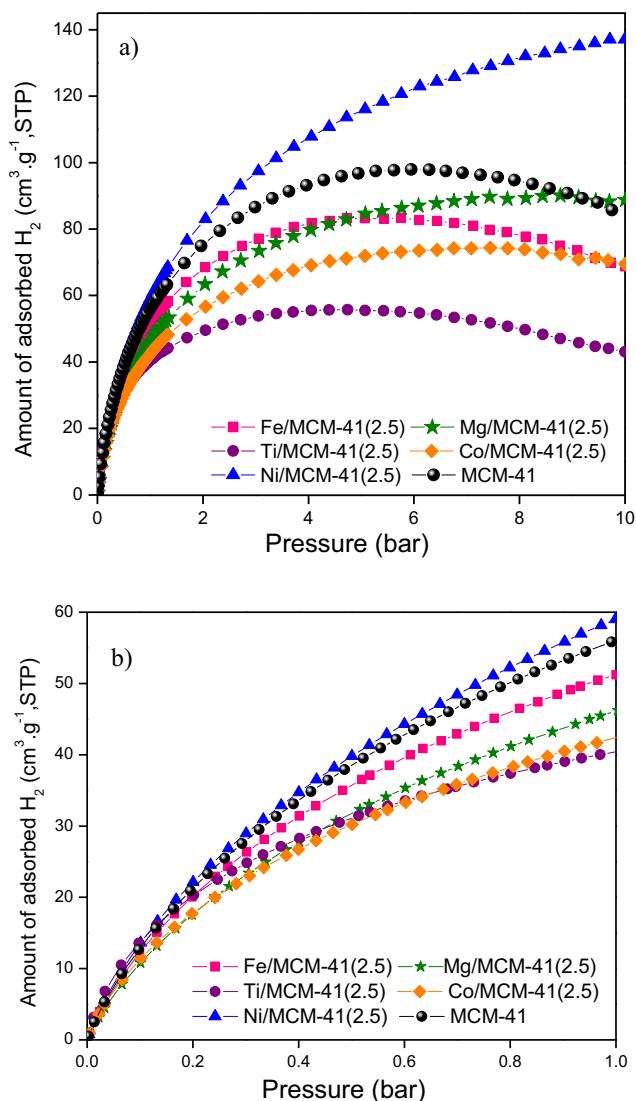 a)
Amount of adsorbed H₂ (cm³.g⁻¹,STP)
140
120
100
80
60
40
20
0
Fe/MCM-41(2.5) Mg/MCM-41(2.5)
Ti/MCM-41(2.5) Co/MCM-41(2.5)
Ni/MCM-41(2.5) MCM-41
0 2 4 6 8 10
Pressure (bar)
b)
Amount of adsorbed H₂ (cm³.g⁻¹,STP)
60
50
40
30
20
10
0
Fe/MCM-41(2.5) Mg/MCM-41(2.5)
Ti/MCM-41(2.5) Co/MCM-41(2.5)
Ni/MCM-41(2.5) MCM-41
0.0 0.2 0.4 0.6 0.8 1.0
Pressure (bar)